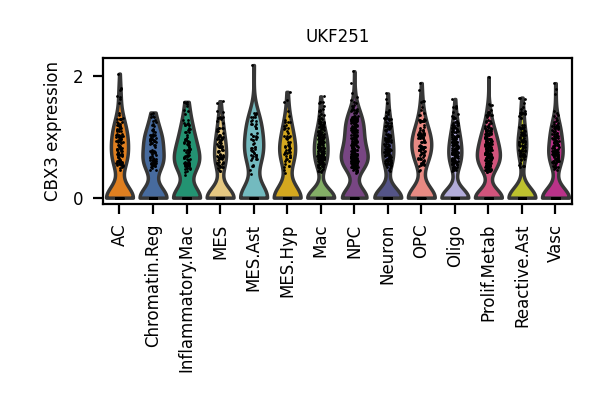 UKF251
CBX3 expression
2
0
AC
Chromatin.Reg
Inflammatory.Mac
MES
MES.Ast
MES.Hyp
Mac
NPC
Neuron
OPC
Oligo
Prolif.Metab
Reactive.Ast
Vasc